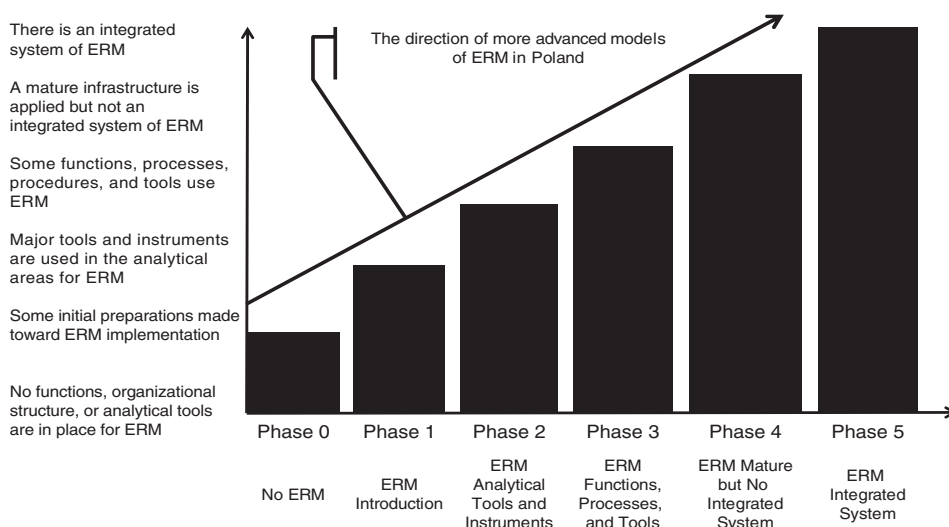 There is an integrated
system of ERM
A mature infrastructure is
applied but not an
integrated system of ERM
Some functions, processes,
procedures, and tools use
ERM
Major tools and instruments
are used in the analytical
areas for ERM
Some initial preparations made
toward ERM implementation
No functions, organizational
structure, or analytical tools
are in place for ERM
The direction of more advanced models
of ERM in Poland
Phase 0
Phase 1
Phase 2
Phase 3
Phase 4
Phase 5
No ERM
ERM
Introduction
ERM
Analytical
Tools and
Instruments
ERM
Functions,
Processes,
and Tools
ERM Mature
but No
Integrated
System
ERM
Integrated
System